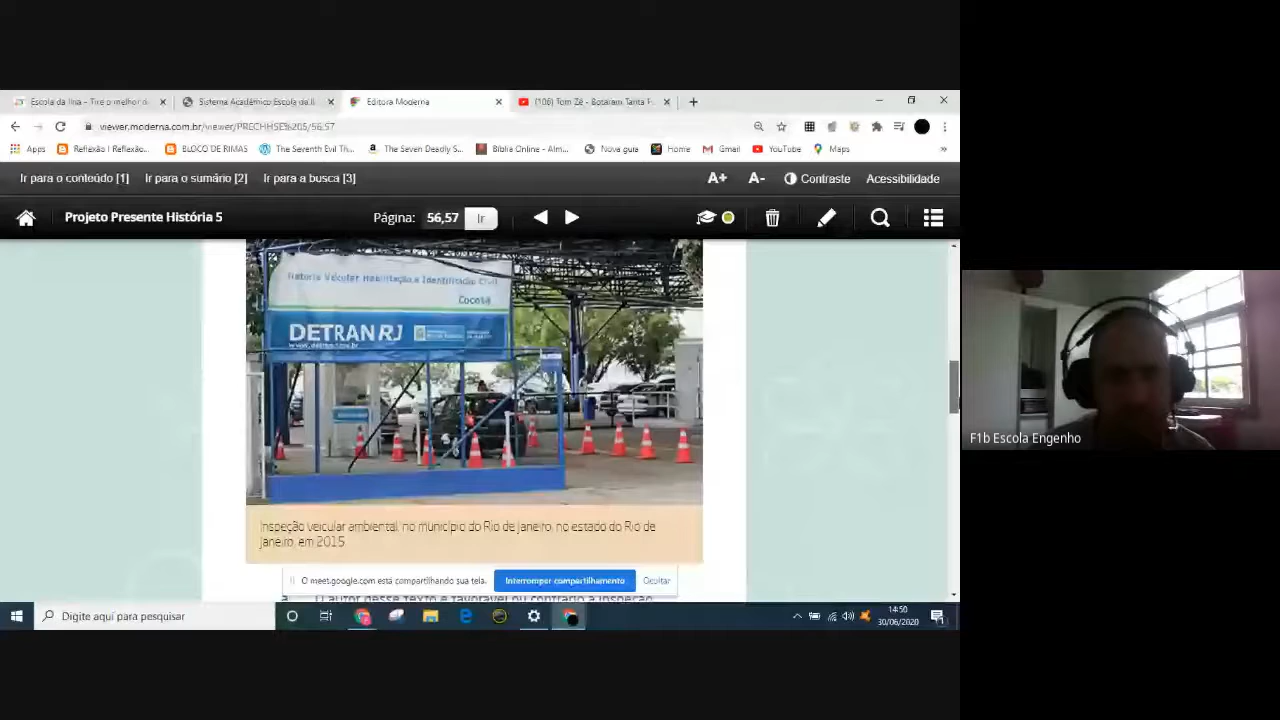 Escola da Ilha - Tire o melhor d
Sistema Acadêmico Escola da Il
Editora Moderna
(106) Tom Zé - Botaram Tanta F
viewer.moderna.com.br/viewer/PRECHHSE%205/56,57
Apps
Reflexão | Reflexão...
BLOCO DE RIMAS
The Seventh Evil Th...
The Seven Deadly S...
Bíblia Online - Alm...
Nova guia
Home
Gmail
YouTube
Maps
»
Ir para o conteúdo [1]
Ir para o sumário [2]
Ir para a busca [3]
A+
A-
Contraste
Acessibilidade
Projeto Presente História 5
Página:
56,57
Ir
Veicular Habilitação e Identificação Civil
Cocotá
DETRAN RJ
www.detran.rj.gov.br
Inspeção veicular ambiental no município do Rio de Janeiro, no estado do Rio de
Janeiro, em 2015.
O meet.google.com está compartilhando sua tela.
Interromper compartilhamento
Ocultar
a. O autor desse texto é favorável ou contrário à inspeção
Digite aqui para pesquisar
14:50
30/06/2020
F1b Escola Engenho